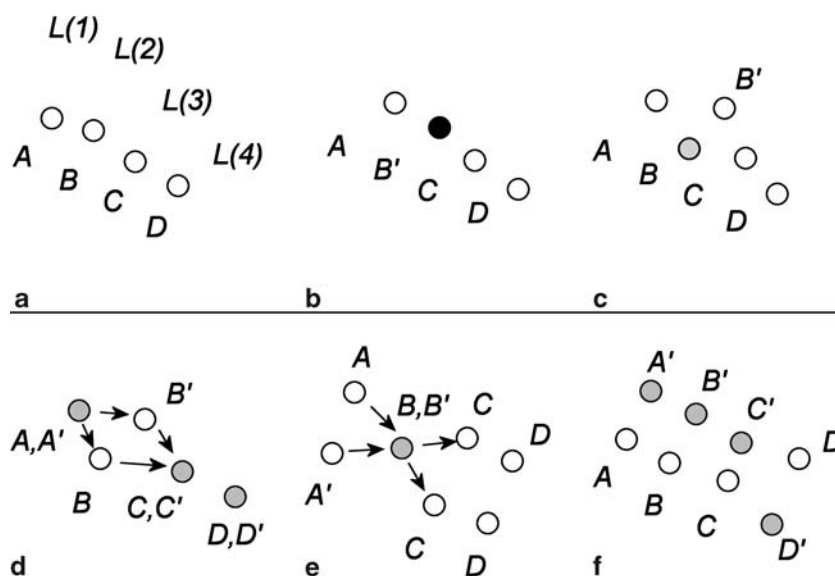 L(1)
L(2)
L(3)
L(4)
A
B
C
D
a
A
B'
C
D
b
B'
A
B
C
D
c
B'
A,A'
B
C,C'
D,D'
d
A
B,B'
C
D
A'
C
D
e
A'
B'
C'
D
A
B
C
D'
f